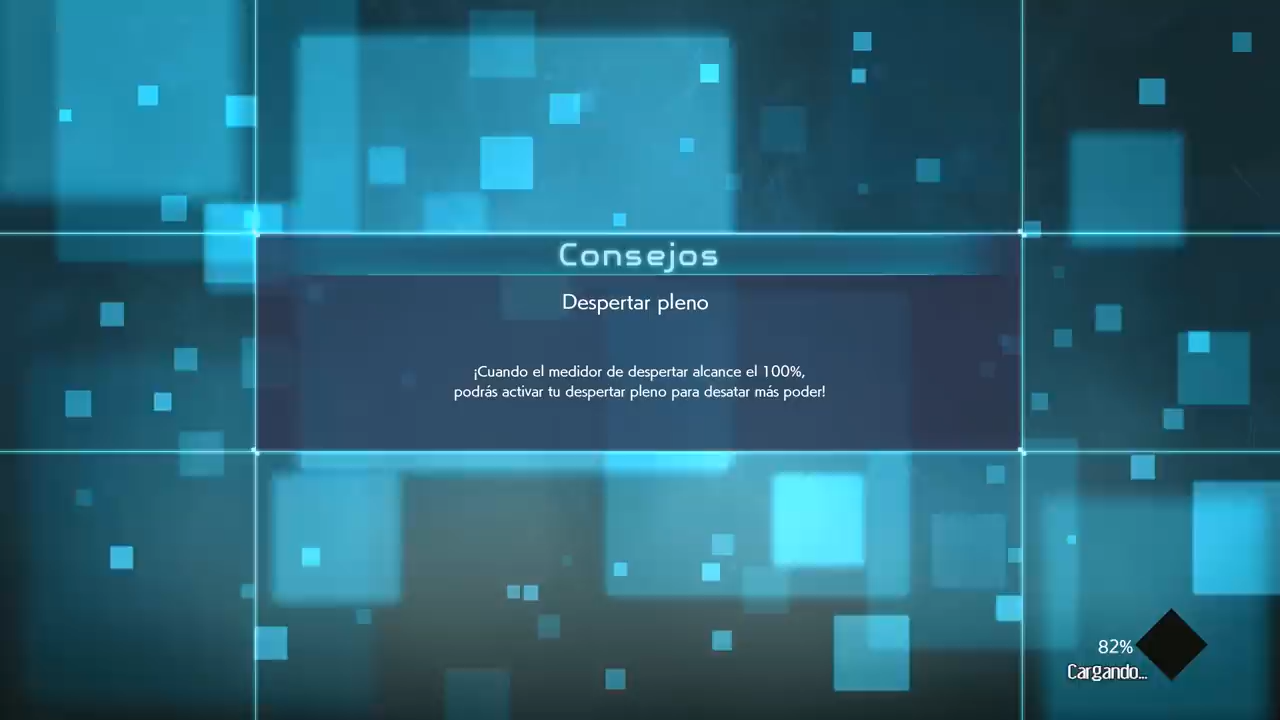 Consejos
Despertar pleno
¡Cuando el medidor de despertar alcance el 100%,
podrás activar tu despertar pleno para desatar más poder!
82%
Cargando...